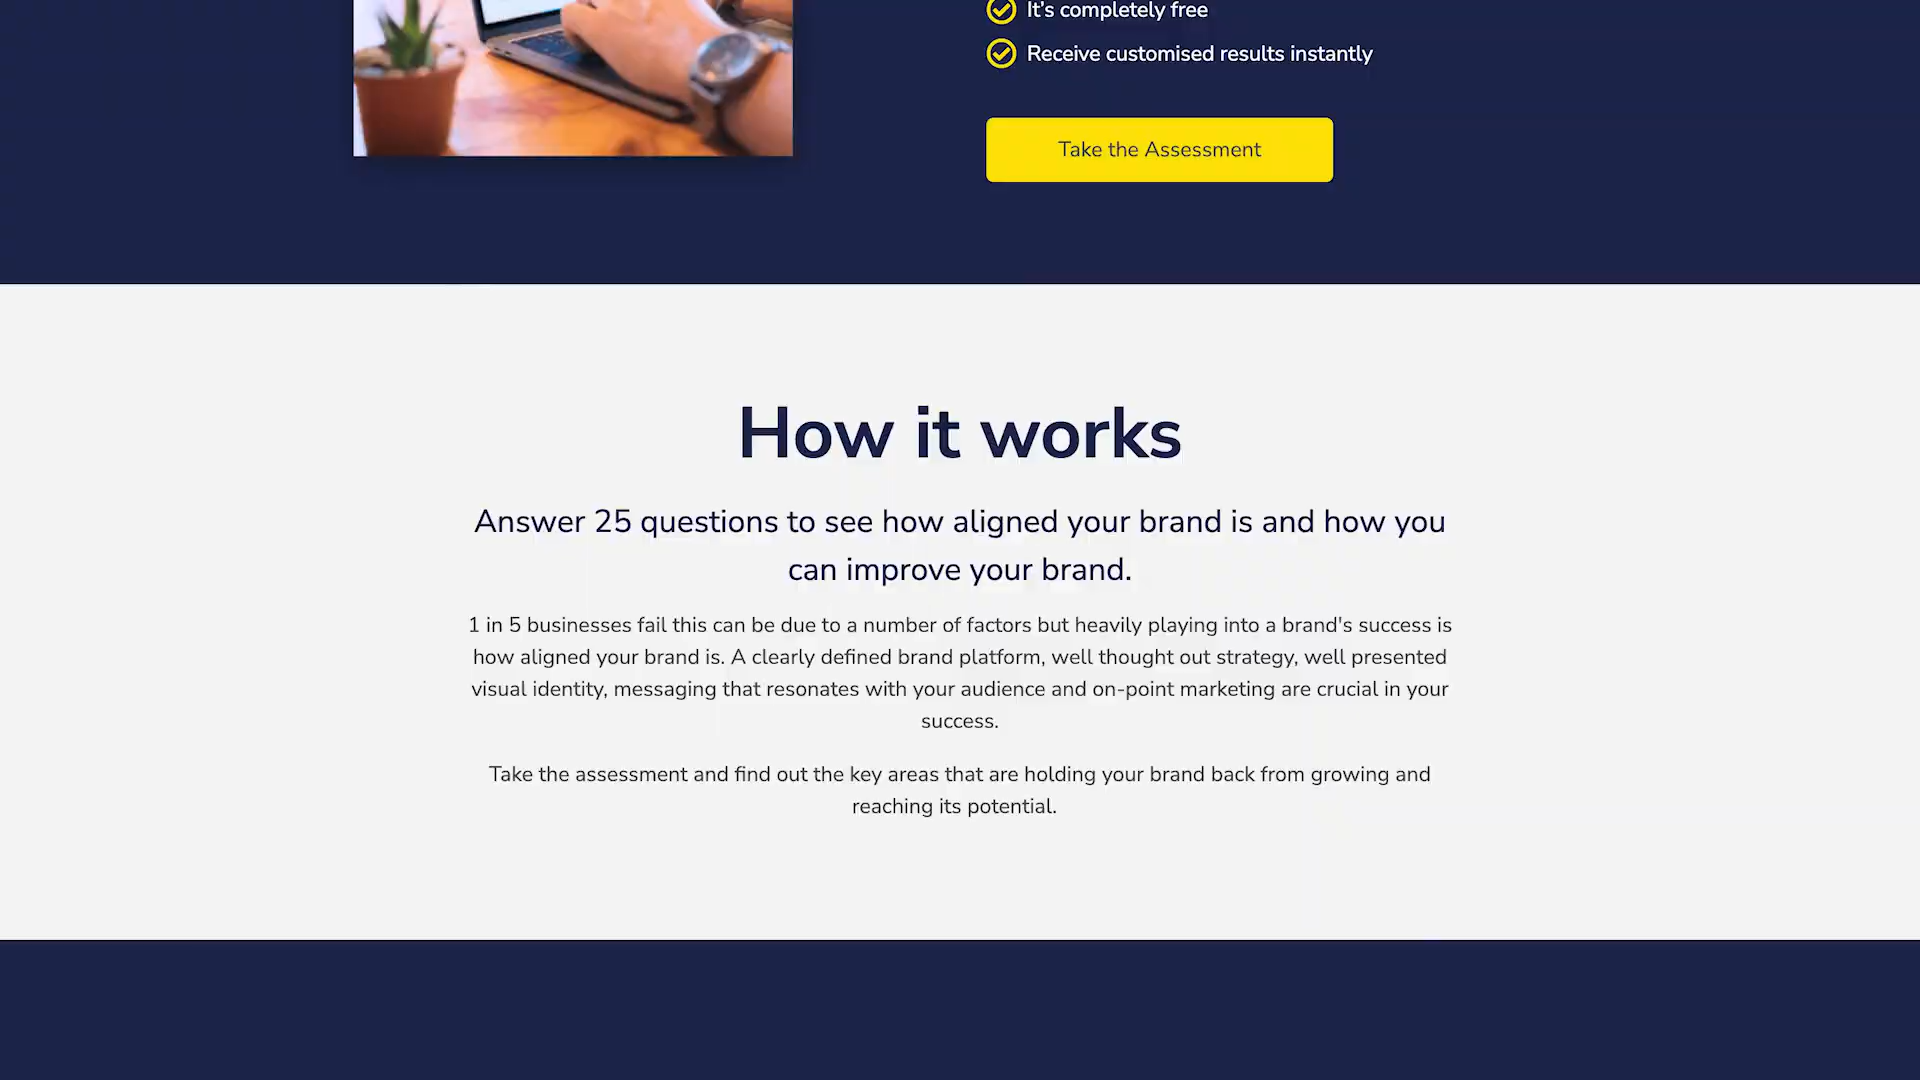 It's completely free
Receive customised results instantly
Take the Assessment
How it works
Answer 25 questions to see how aligned your brand is and how you
can improve your brand.
1 in 5 businesses fail this can be due to a number of factors but heavily playing into a brand's success is
how aligned your brand is. A clearly defined brand platform, well thought out strategy, well presented
visual identity, messaging that resonates with your audience and on-point marketing are crucial in your
success.
Take the assessment and find out the key areas that are holding your brand back from growing and
reaching its potential.